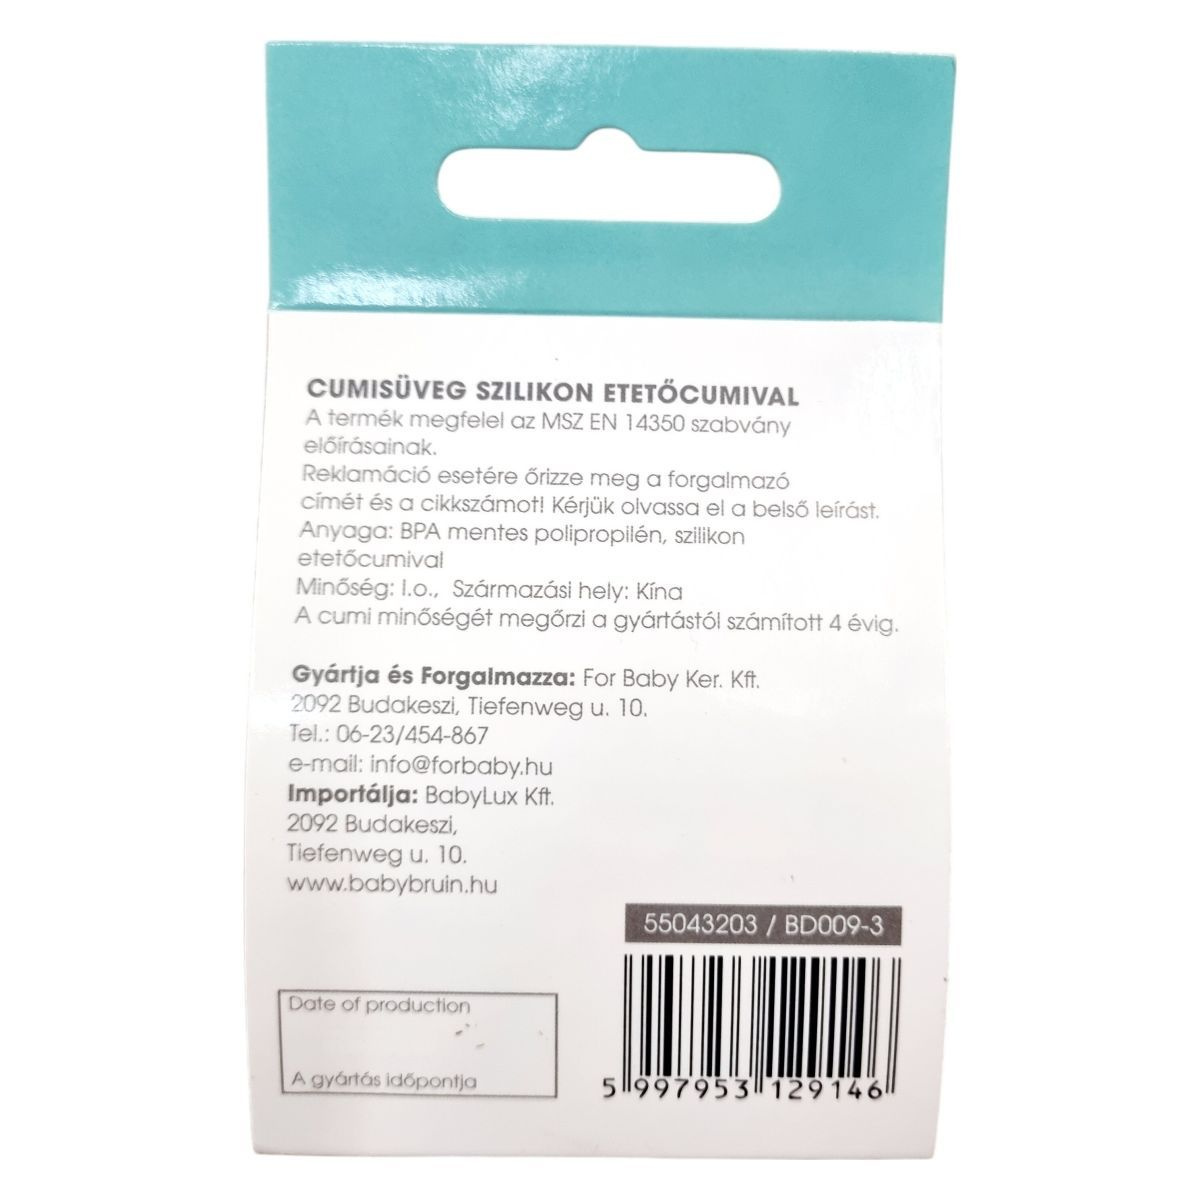 CUMISÜVEG SZILIKON ETETŐCUMIVAL
A termék megfelel az MSZ EN 14350 szabvány
előírásainak.
Reklamáció esetére őrizze meg a forgalmazó
címét és a cikkszámot! Kérjük olvassa el a belső leírást.
Anyaga: BPA mentes polipropilén, szilikon
etetőcumival
Minőség: I.o., Származási hely: Kína
A cumi minőségét megőrzi a gyártástól számított 4 évig.
Gyártja és Forgalmazza: For Baby Ker. Kft.
2092 Budakeszi, Tiefenweg u. 10.
Tel.: 06-23/454-867
e-mail: info@forbaby.hu
Importálja: BabyLux Kft.
2092 Budakeszi,
Tiefenweg u. 10.
www.babybruin.hu
55043203 / BD009-3
Date of production
A gyártás időpontja
5 997953 129146